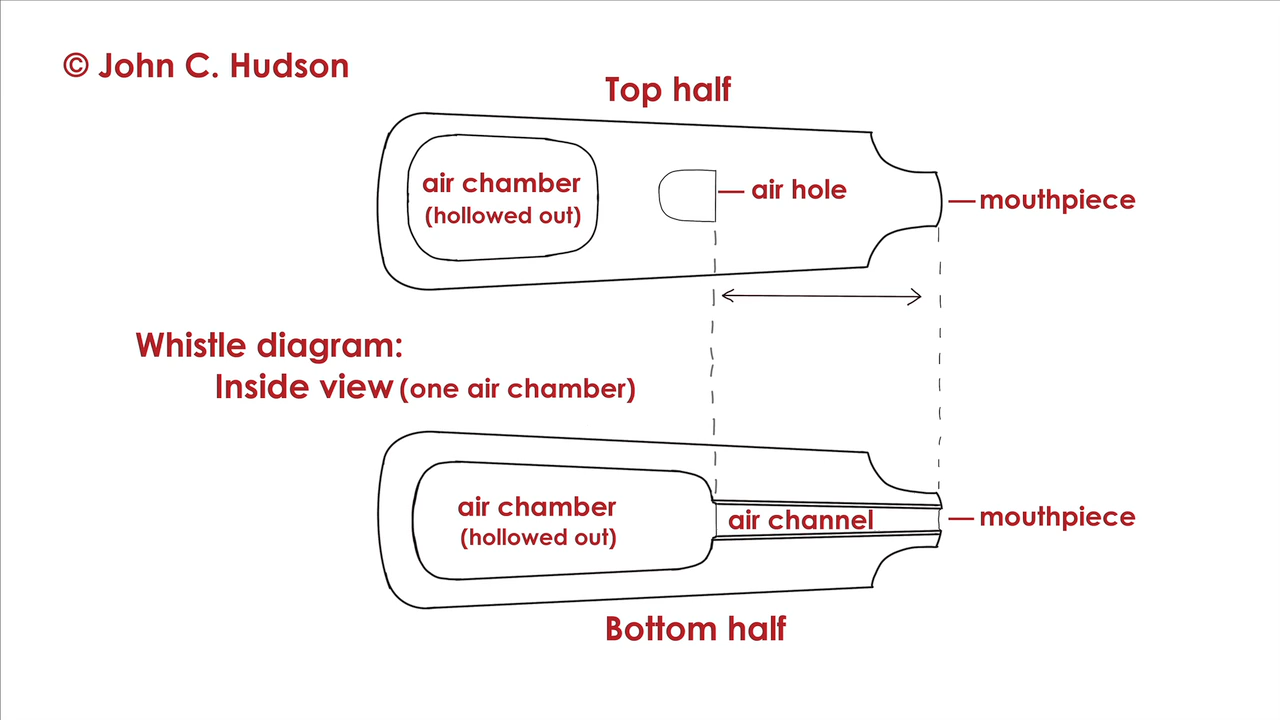 © John C. Hudson
Top half
air chamber
(hollowed out)
— air hole
— mouthpiece
Whistle diagram:
Inside view (one air chamber)
air chamber
(hollowed out)
air channel
— mouthpiece
Bottom half